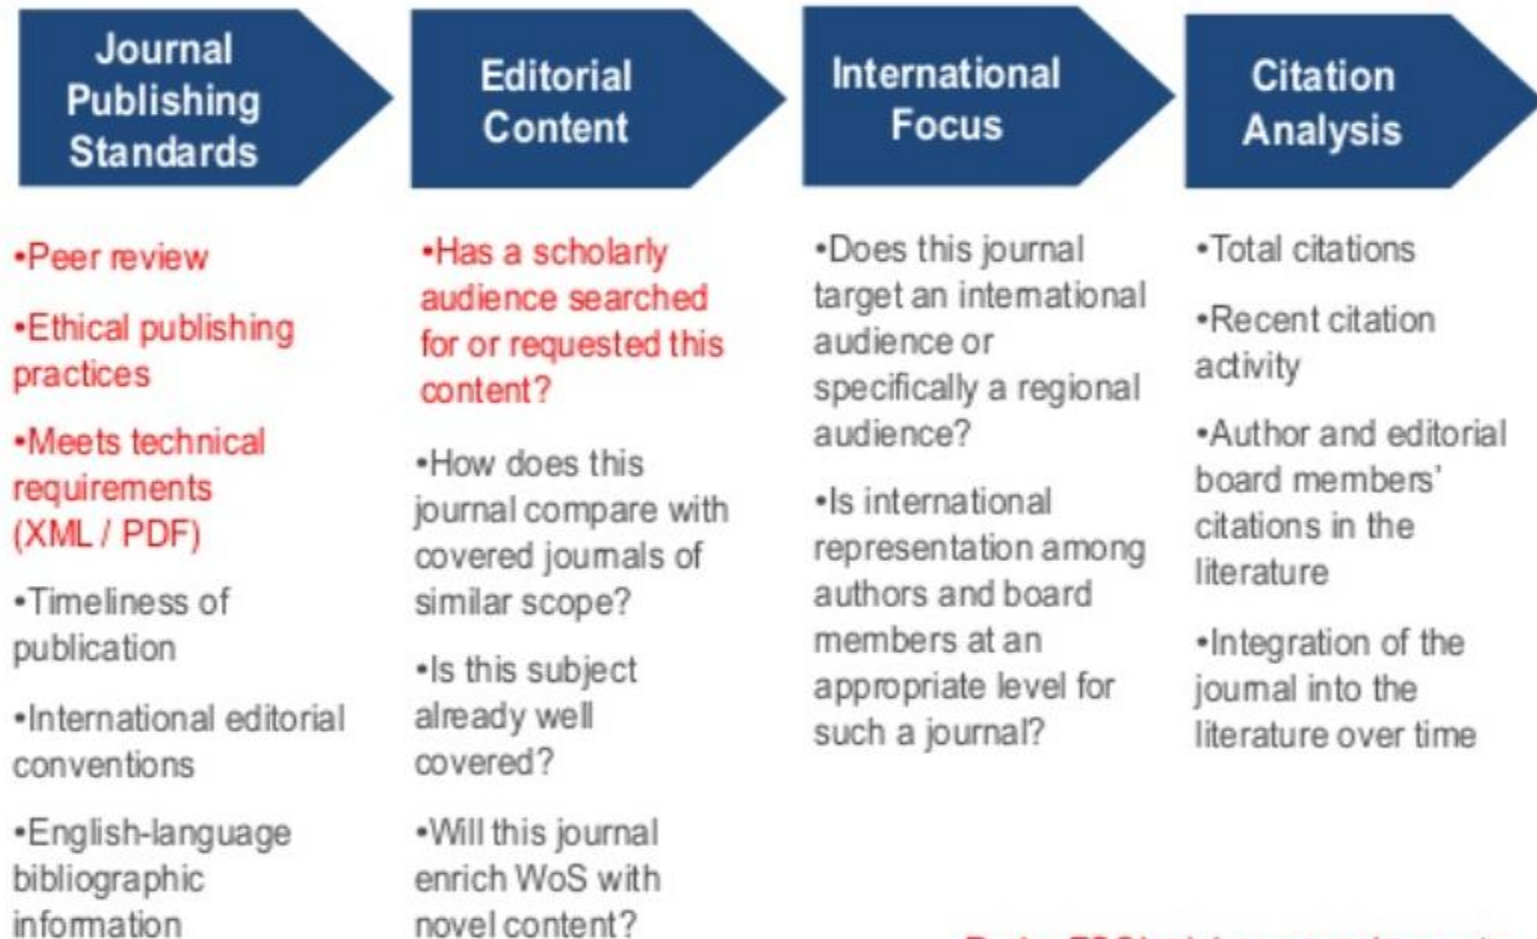 Journal
Publishing
Standards
•Peer review
•Ethical publishing
practices
•Meets technical
requirements
(XML / PDF)
•Timeliness of
publication
•International editorial
conventions
•English-language
bibliographic
information
Editorial
Content
•Has a scholarly
audience searched
for or requested this
content?
•How does this
journal compare with
covered journals of
similar scope?
•Is this subject
already well
covered?
•Will this journal
enrich WoS with
novel content?
International
Focus
•Does this journal
target an international
audience or
specifically a regional
audience?
•Is international
representation among
authors and board
members at an
appropriate level for
such a journal?
Citation
Analysis
•Total citations
•Recent citation
activity
•Author and editorial
board members'
citations in the
literature
•Integration of the
journal into the
literature over time